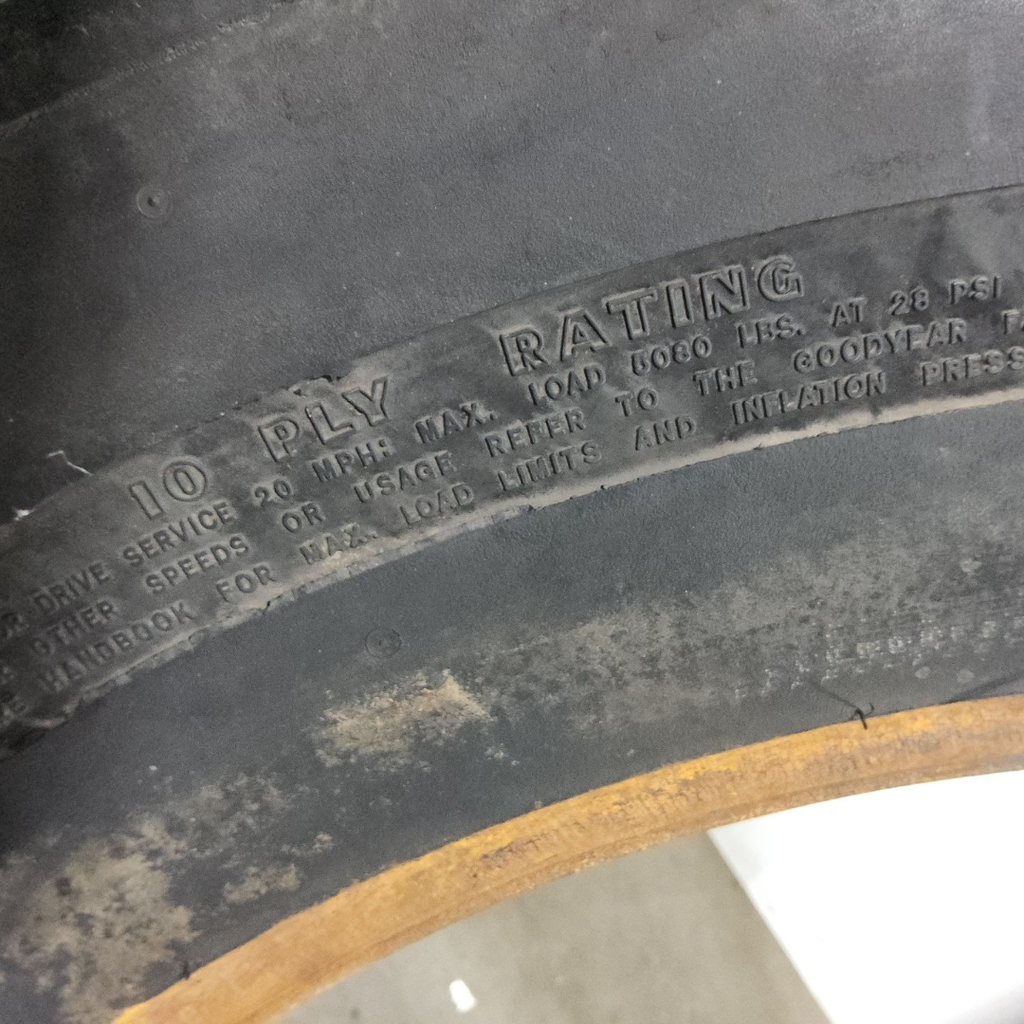 10 PLY RATING
DRIVE SERVICE 20 MPH: MAX. LOAD 5080 LBS. AT 28 PSI
OTHER SPEEDS OR USAGE REFER TO THE GOODYEAR
HANDBOOK FOR MAX. LOAD LIMITS AND INFLATION PRESS